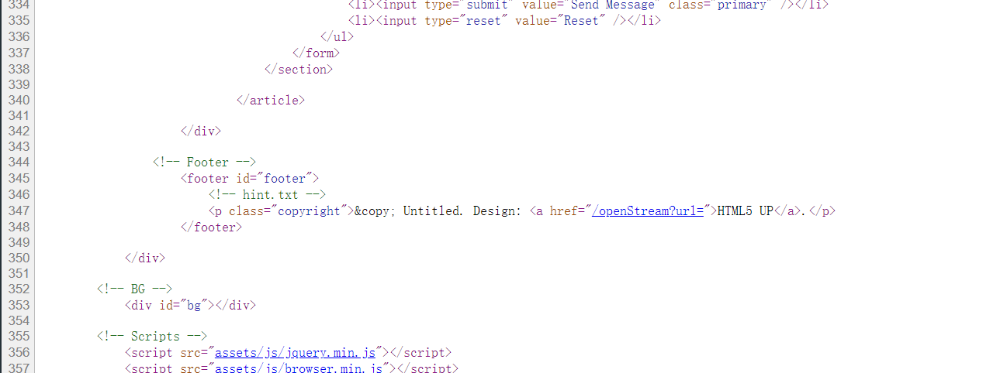 334 <li><input type="submit" value="Send Message" class="primary" /></li>
335 <li><input type="reset" value="Reset" /></li>
336 </ul>
337 </form>
338 </section>
339
340 </article>
341
342 </div>
343
344 <!-- Footer -->
345 <footer id="footer">
346 <!-- hint.txt -->
347 <p class="copyright">&copy; Untitled. Design: <a href="/openStream?url=">HTML5 UP</a>.</p>
348 </footer>
349
350 </div>
351
352 <!-- BG -->
353 <div id="bg"></div>
354
355 <!-- Scripts -->
356 <script src="assets/js/jquery.min.js"></script>
357 <script src="assets/js/browser.min.js"></script>